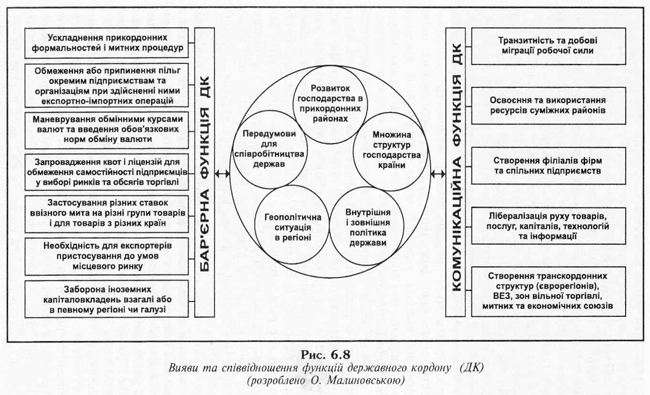 Ускладнення прикордонних
формальностей і митних процедур
Обмеження або припинення пільг
окремим підприємствам та
організаціям при здійсненні ними
експортно-імпортних операцій
Маневрування обмінними курсами
валют та введення обов'язкових
норм обміну валюти
Запровадження квот і ліцензій для
обмеження самостійності підприємців
у виборі ринків та обсягів торгівлі
Застосування різних ставок
ввізного мита на різні групи товарів
і для товарів з різних країн
Необхідність для експортерів
пристосування до умов
місцевого ринку
Заборона іноземних
капіталовкладень взагалі або
в певному регіоні чи галузі
БАР'ЄРНА ФУНКЦІЯ ДК
Розвиток
господарства в
прикордонних
районах
Передумови
для
співробітництва
держав
Множина
структур
господарства
країни
Геополітична
ситуація
в регіоні
Внутрішня
і зовнішня
політика
держави
КОМУНІКАЦІЙНА ФУНКЦІЯ ДК
Транзитність та добові
міграції робочої сили
Освоєння та використання
ресурсів суміжних районів
Створення філіалів фірм
та спільних підприємств
Лібералізація руху товарів,
послуг, капіталів, технологій
та інформації
Створення транскордонних
структур (єврорегіонів),
ВЕЗ, зон вільної торгівлі,
митних та економічних союзів
Рис. 6.8
Вияви та співвідношення функцій державного кордону (ДК)
(розроблено О. Малиновською)